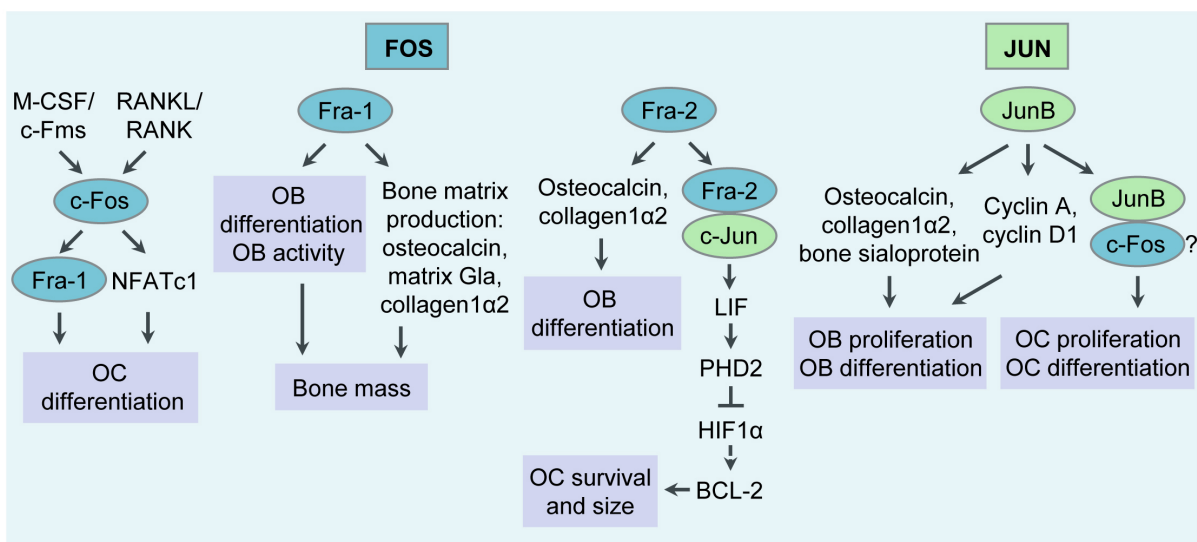 FOS
JUN
M-CSF/
c-Fms
RANKL/
RANK
c-Fos
Fra-1
NFATc1
OC
differentiation
Fra-1
OB
differentiation
OB activity
Bone matrix
production:
osteocalcin,
matrix Gla,
collagen1α2
Bone mass
Fra-2
Osteocalcin,
collagen1α2
OB
differentiation
Fra-2
c-Jun
LIF
PHD2
HIF1α
BCL-2
OC survival
and size
JunB
Osteocalcin,
collagen1α2,
bone sialoprotein
Cyclin A,
cyclin D1
JunB
c-Fos
?
OB proliferation
OB differentiation
OC proliferation
OC differentiation